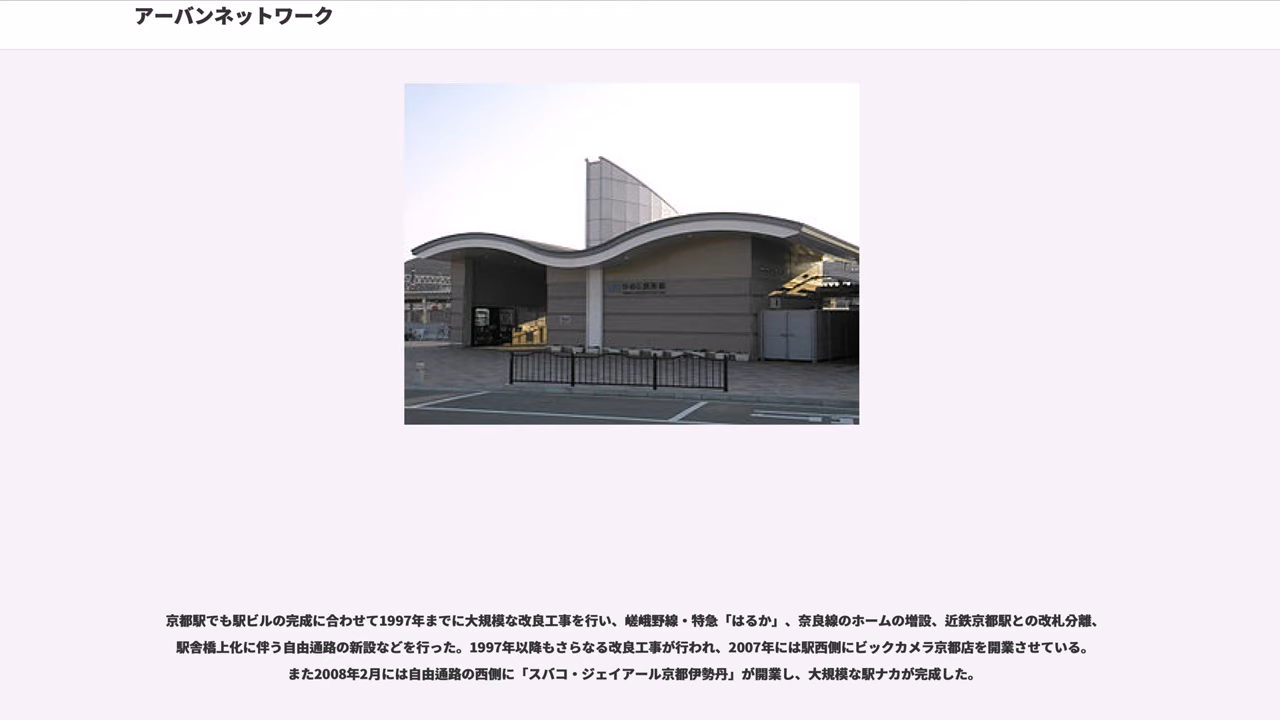 アーバンネットワーク
京都駅でも駅ビルの完成に合わせて1997年までに大規模な改良工事を行い、嵯峨野線・特急「はるか」、奈良線のホームの増設、近鉄京都駅との改札分離、
駅舎橋上化に伴う自由通路の新設などを行った。1997年以降もさらなる改良工事が行われ、2007年には駅西側にビックカメラ京都店を開業させている。
また2008年2月には自由通路の西側に「スバコ・ジェイアール京都伊勢丹」が開業し、大規模な駅ナカが完成した。